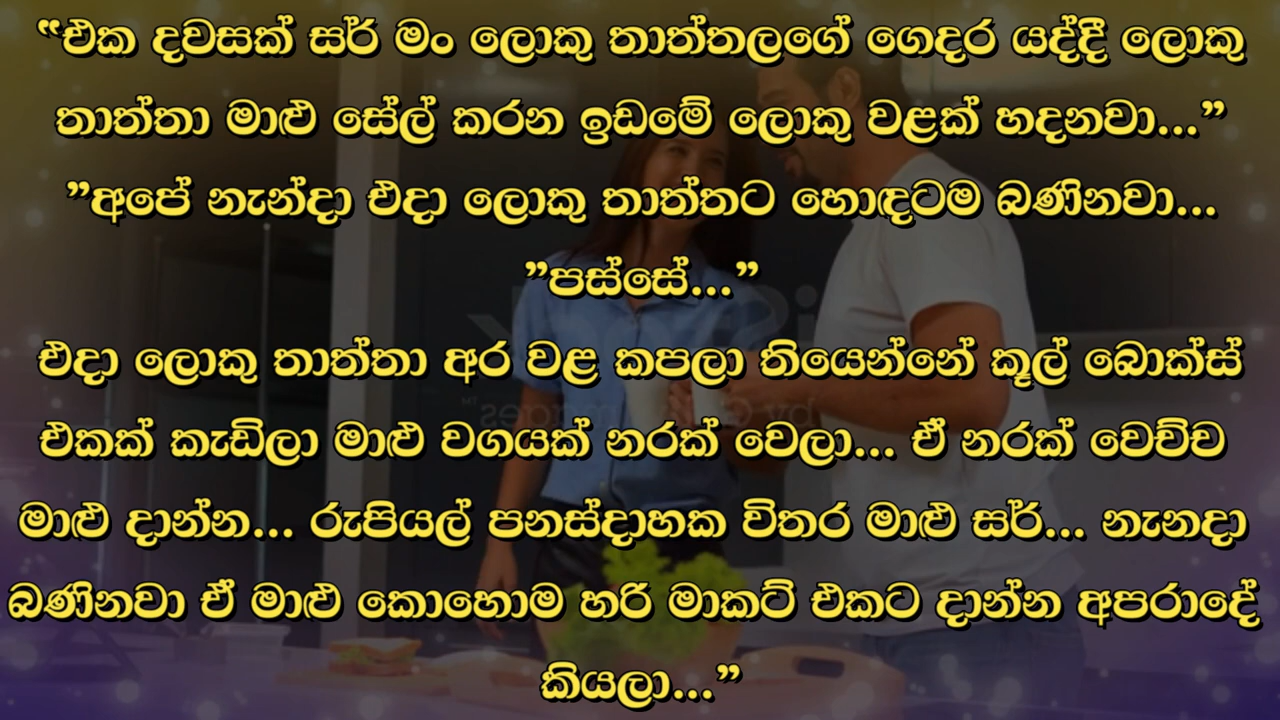 “එක දවසක් සර් මං ලොකු තාත්තලගේ ගෙදර යද්දී ලොකු
තාත්තා මාළු සේල් කරන ඉඩමේ ලොකු වළක් හදනවා...”
”අපේ නැන්දා එදා ලොකු තාත්තට හොඳටම බණිනවා...
”පස්සේ...”
එදා ලොකු තාත්තා අර වළ කපලා තියෙන්නේ කූල් බොක්ස්
එකක් කැඩිලා මාළු වගයක් නරක් වෙලා... ඒ නරක් වෙච්ච
මාළු දාන්න... රුපියල් පනස්දාහක විතර මාළු සර්... නැනදා
බණිනවා ඒ මාළු කොහොම හරි මාකට් එකට දාන්න අපරාදේ
කියලා...”